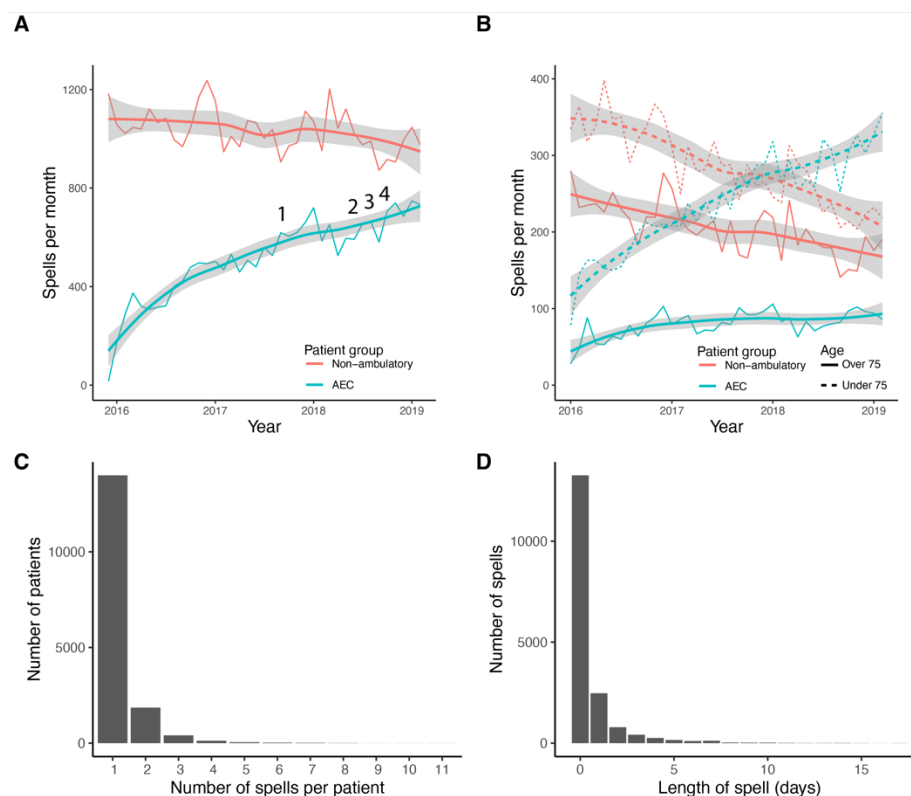 A
Spells per month
1200
800
400
0
1
2
3
4
Patient group
Non−ambulatory
AEC
2016
2017
2018
2019
Year
B
Spells per month
400
300
200
100
0
Patient group
Non−ambulatory
AEC
Age
Over 75
Under 75
2016
2017
2018
2019
Year
C
Number of patients
10000
5000
0
1 2 3 4 5 6 7 8 9 10 11
Number of spells per patient
D
Number of spells
10000
5000
0
0 5 10 15
Length of spell (days)